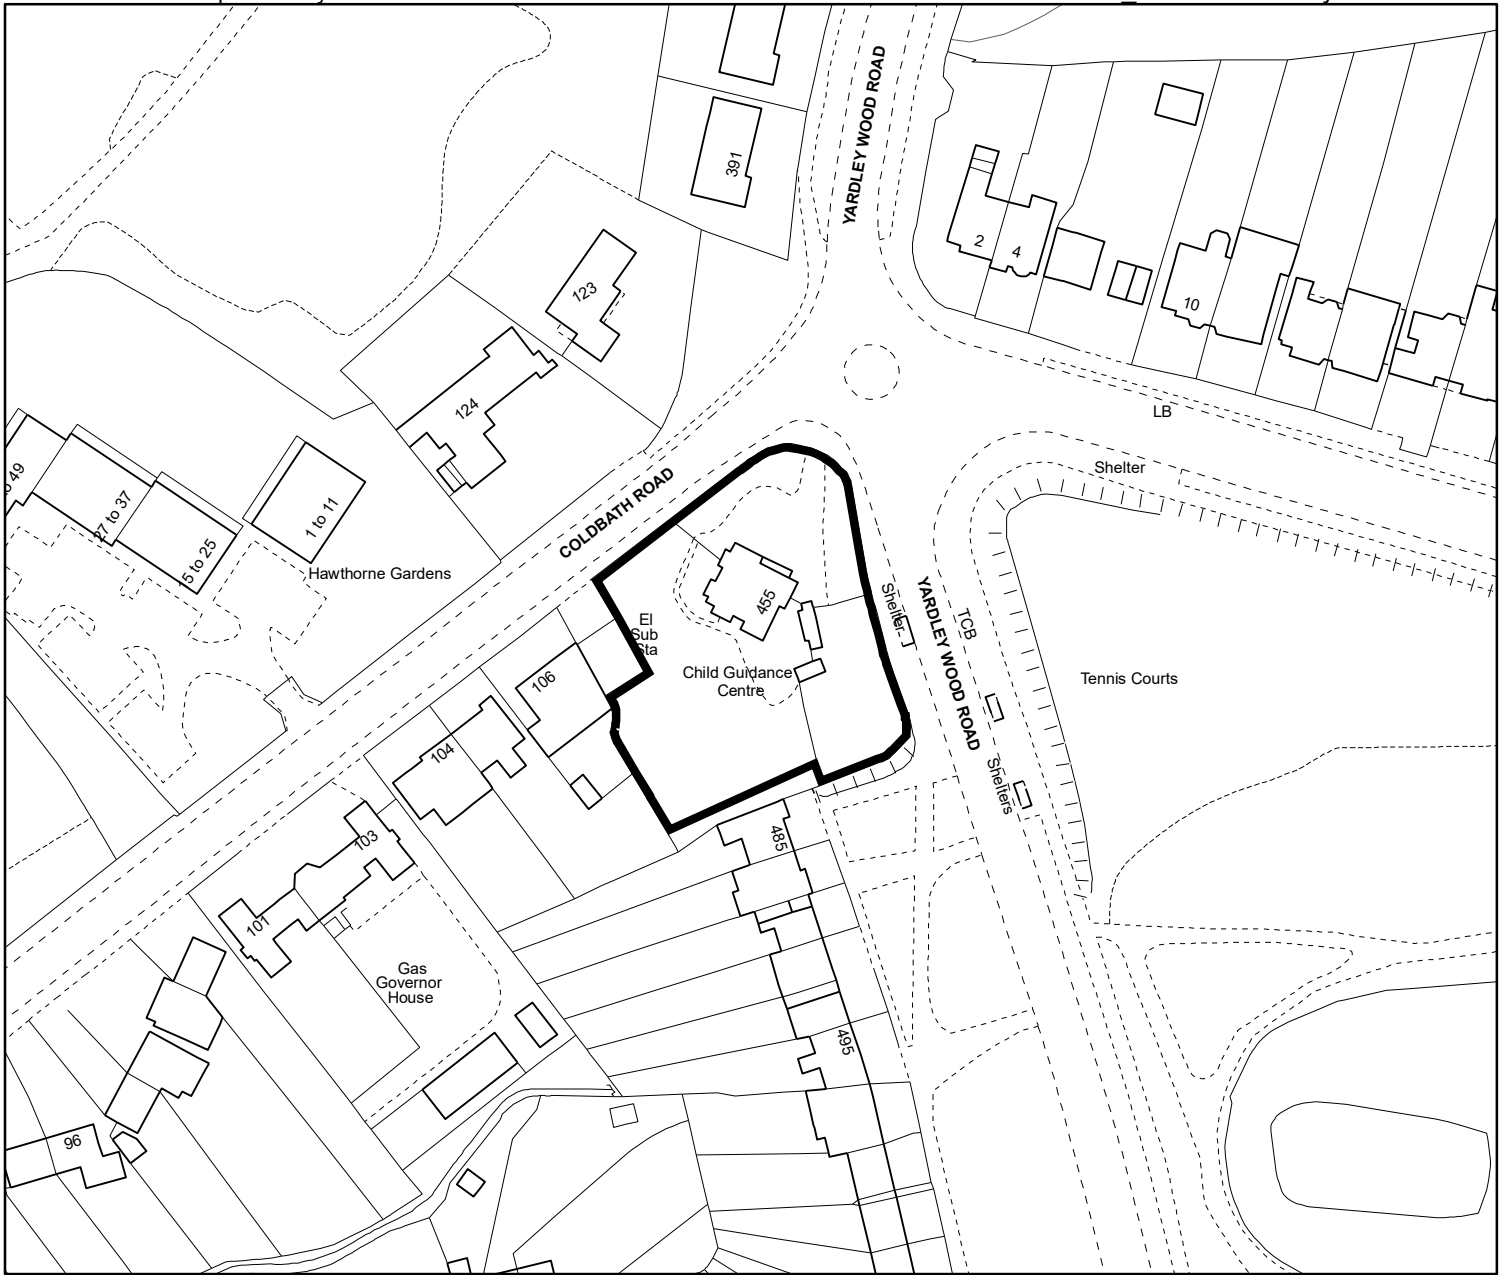 YARDLEY WOOD ROAD
391
2
4
10
123
124
LB
Shelter
o 49
27 to 37
15 to 25
1 to 11
COLDBATH ROAD
Hawthorne Gardens
455
El
Sub
Sta
Shelter
YARDLEY WOOD ROAD
TCB
Child Guidance
Centre
Tennis Courts
106
104
Shelters
103
485
101
Gas
Governor
House
495
96